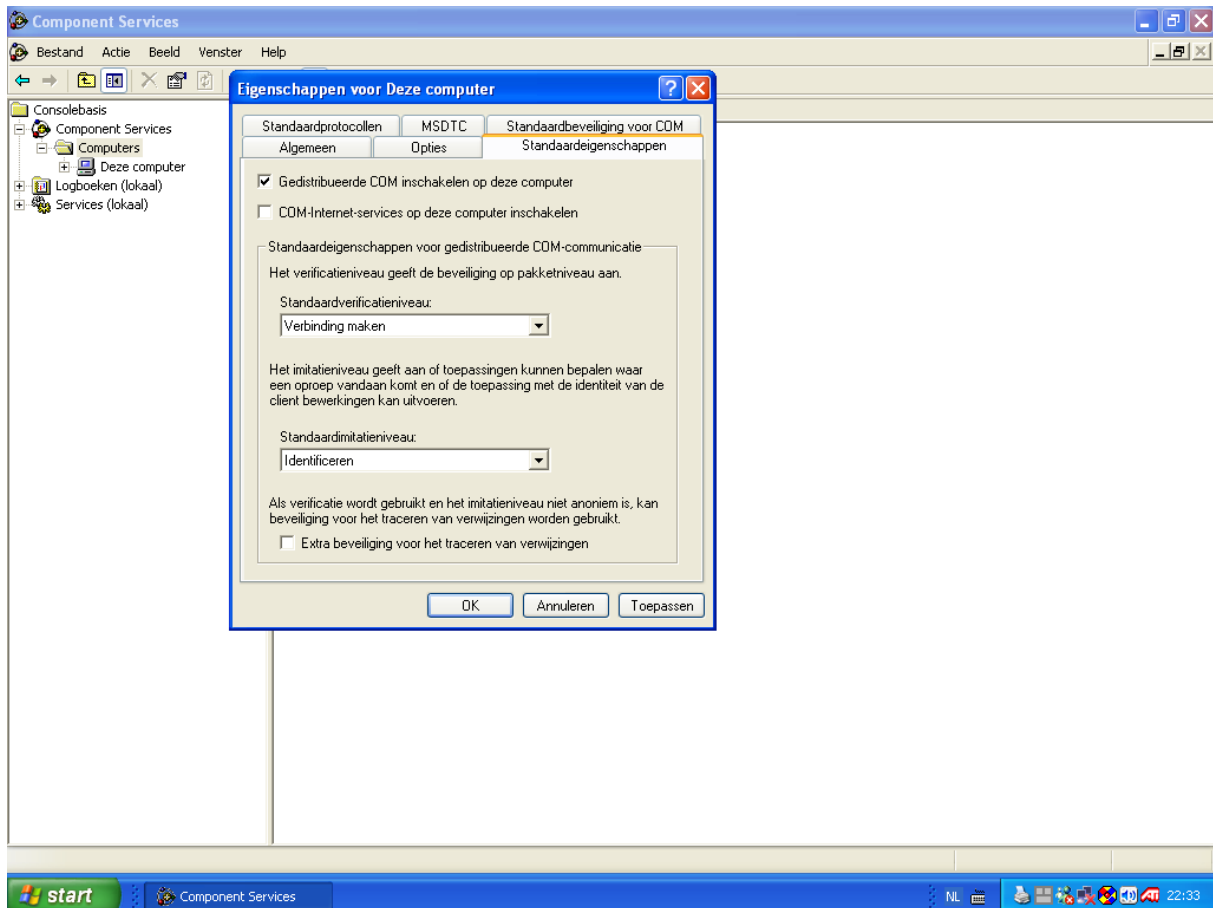 Component Services
Bestand Actie Beeld Venster Help
Consolebasis
Component Services
Computers
Deze computer
Logboeken (lokaal)
Services (lokaal)
Eigenschappen voor Deze computer
Standaardprotocollen MSDTC Standaardbeveiliging voor COM
Algemeen Opties Standaardeigenschappen
Gedistribueerde COM inschakelen op deze computer
COM-Internet-services op deze computer inschakelen
Standaardeigenschappen voor gedistribueerde COM-communicatie
Het verificatieniveau geeft de beveiliging op pakketniveau aan.
Standaardverificatieniveau:
Verbinding maken
Het imitatieniveau geeft aan of toepassingen kunnen bepalen waar
een oproep vandaan komt en of de toepassing met de identiteit van de
client bewerkingen kan uitvoeren.
Standaardimitatieniveau:
Identificeren
Als verificatie wordt gebruikt en het imitatieniveau niet anoniem is, kan
beveiliging voor het traceren van verwijzingen worden gebruikt.
Extra beveiliging voor het traceren van verwijzingen
OK Annuleren Toepassen
start Component Services NL 22:33